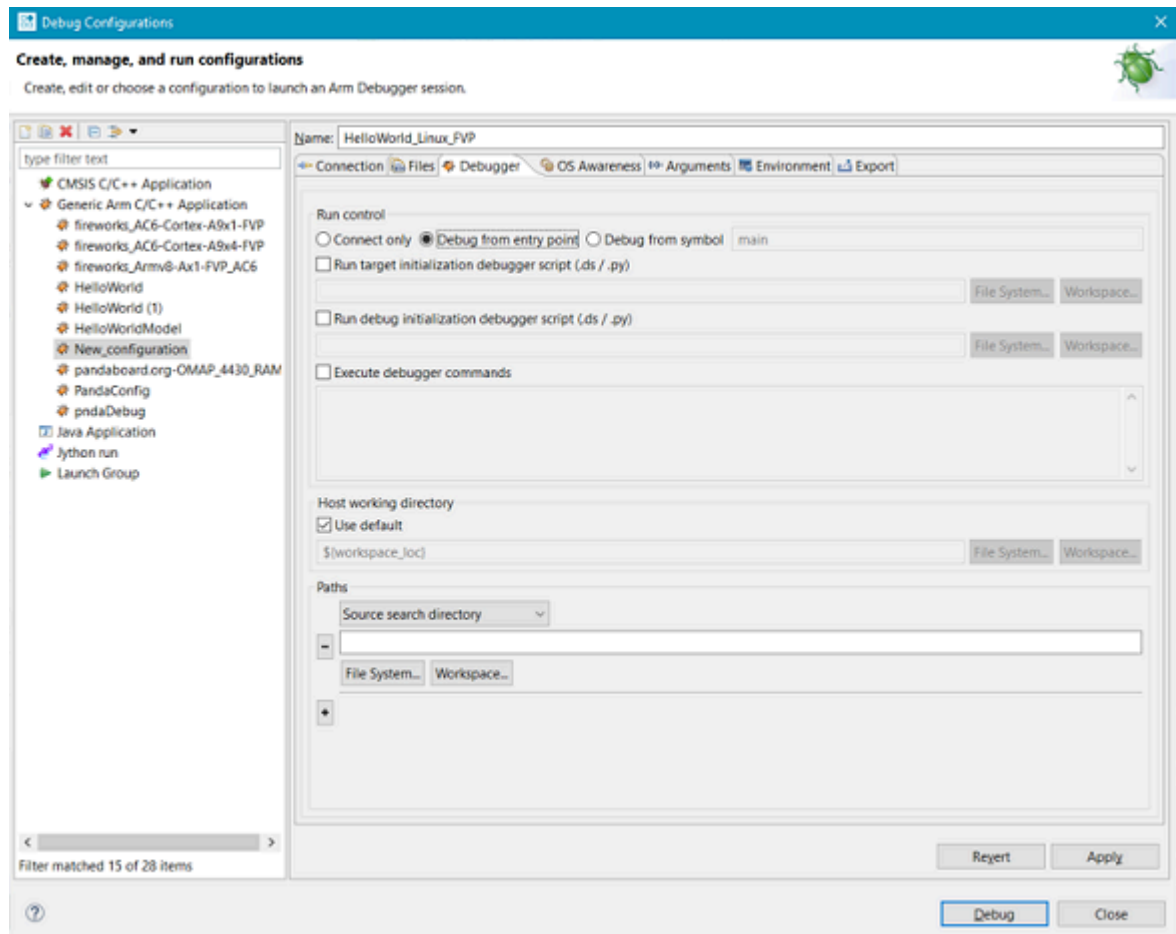 Debug Configurations
Create, manage, and run configurations
Create, edit or choose a configuration to launch an Arm Debugger session.
type filter text
CMSIS C/C++ Application
Generic Arm C/C++ Application
fireworks_AC6-Cortex-A9x1-FVP
fireworks_AC6-Cortex-A9x4-FVP
fireworks_Armv8-Ax1-FVP_AC6
HelloWorld
HelloWorld (1)
HelloWorldModel
New_configuration
pandaboard.org-OMAP_4430_RAM
PandaConfig
pndaDebug
Java Application
Jython run
Launch Group
Filter matched 15 of 28 items
Name: HelloWorld_Linux_FVP
Connection Files Debugger OS Awareness Arguments Environment Export
Run control
Connect only Debug from entry point Debug from symbol main
Run target initialization debugger script (.ds / .py)
File System... Workspace...
Run debug initialization debugger script (.ds / .py)
File System... Workspace...
Execute debugger commands
Host working directory
Use default
${workspace_loc} File System... Workspace...
Paths
Source search directory
File System... Workspace...
Revert Apply
Debug Close